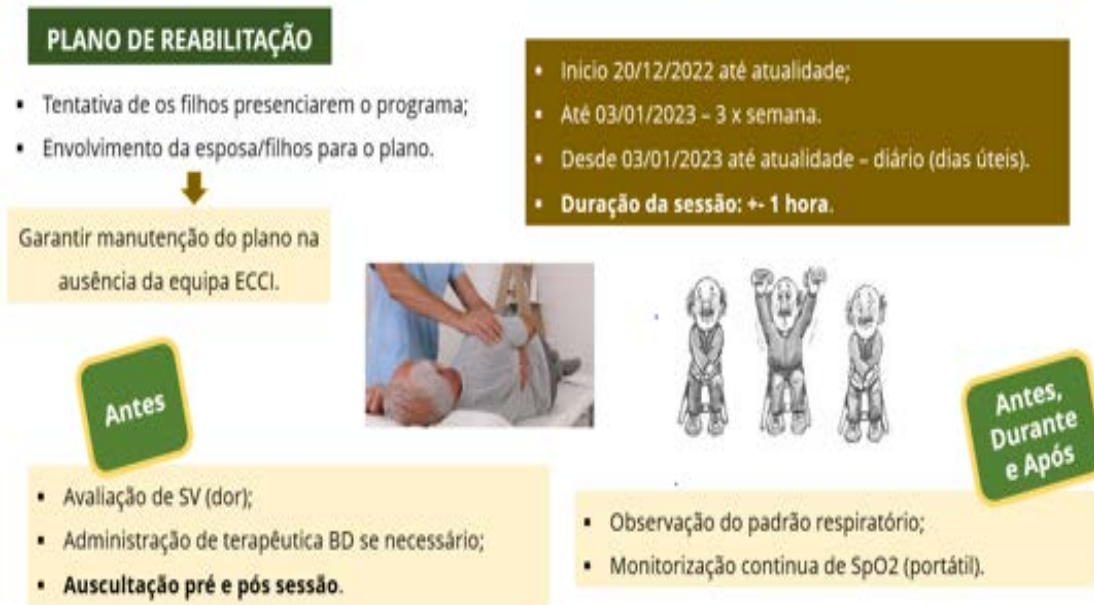 PLANO DE REABILITAÇÃO
▪ Tentativa de os filhos presenciarem o programa;
▪ Envolvimento da esposa/filhos para o plano.
Garantir manutenção do plano na
ausência da equipa ECCI.
▪ Inicio 20/12/2022 até atualidade;
▪ Até 03/01/2023 – 3 x semana.
▪ Desde 03/01/2023 até atualidade – diário (dias úteis).
▪ Duração da sessão: +- 1 hora.
Antes
▪ Avaliação de SV (dor);
▪ Administração de terapêutica BD se necessário;
▪ Auscultação pré e pós sessão.
Antes,
Durante
e Após
▪ Observação do padrão respiratório;
▪ Monitorização continua de SpO2 (portátil).